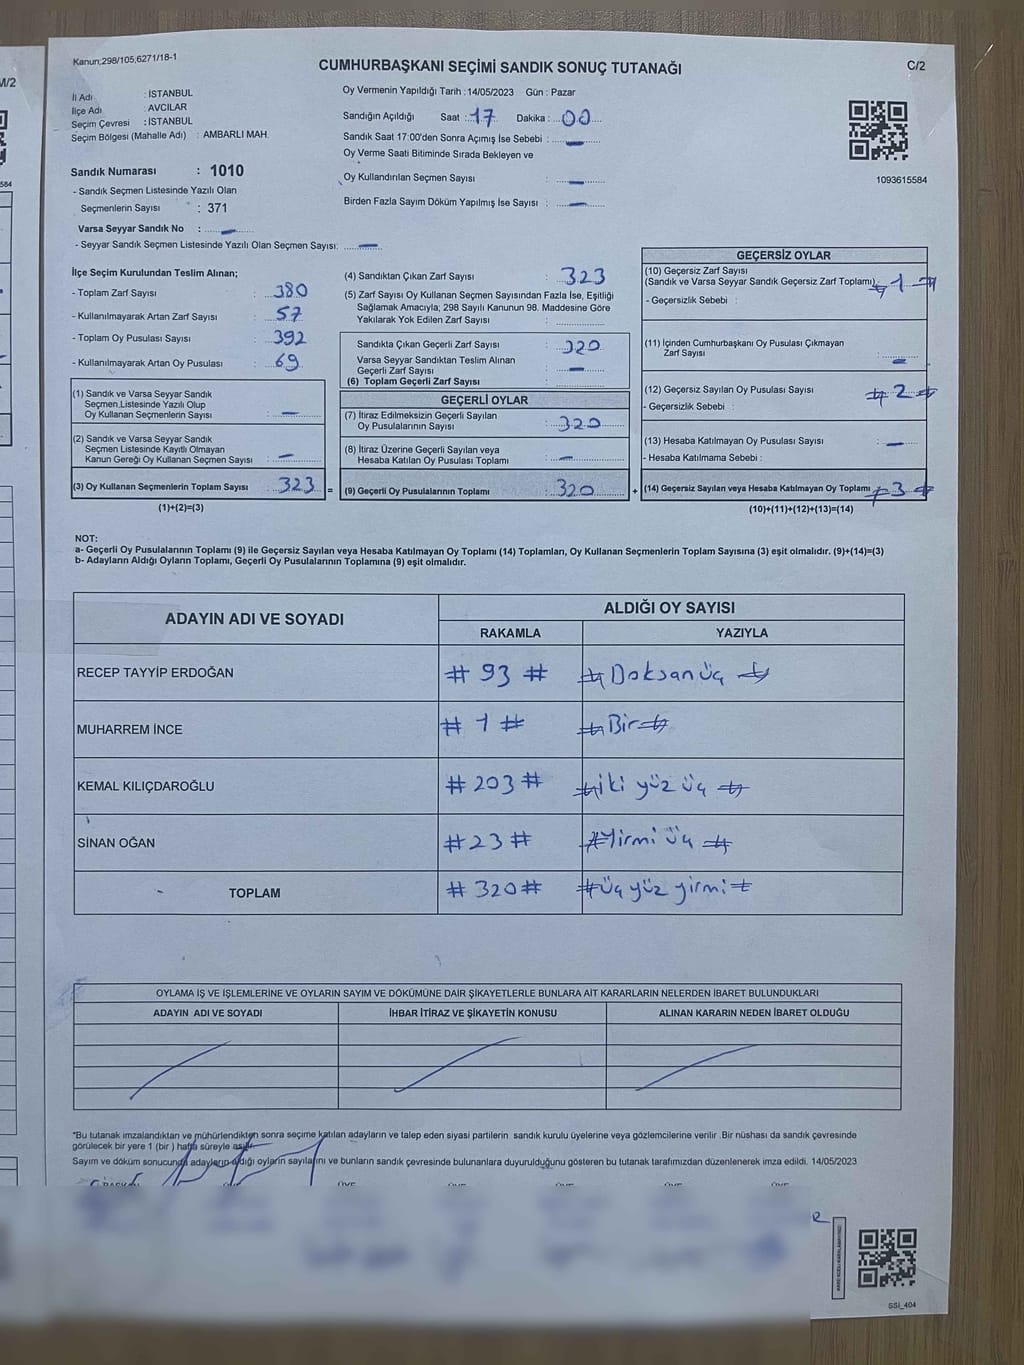 Kanun;298/105;6271/18-1
C/2
CUMHURBAŞKANI SEÇİMİ SANDIK SONUÇ TUTANAĞI
M/2
İl Adı : İSTANBUL
İlçe Adı : AVCILAR
Seçim Çevresi : İSTANBUL
Seçim Bölgesi (Mahalle Adı) : AMBARLI MAH.
Sandık Numarası : 1010
- Sandık Seçmen Listesinde Yazılı Olan
Seçmenlerin Sayısı : 371
Varsa Seyyar Sandık No : —
- Seyyar Sandık Seçmen Listesinde Yazılı Olan Seçmen Sayısı: —
Oy Vermenin Yapıldığı Tarih :14/05/2023 Gün : Pazar
Sandığın Açıldığı Saat : 17 Dakika : 00
Sandık Saat 17:00'den Sonra Açımış İse Sebebi : —
Oy Verme Saati Bitiminde Sırada Bekleyen ve
Oy Kullandırılan Seçmen Sayısı : —
Birden Fazla Sayım Döküm Yapılmış İse Sayısı : —
1093615584
584
İlçe Seçim Kurulundan Teslim Alınan;
- Toplam Zarf Sayısı : 380
- Kullanılmayarak Artan Zarf Sayısı : 57
- Toplam Oy Pusulası Sayısı : 392
- Kullanılmayarak Artan Oy Pusulası : 69
(1) Sandık ve Varsa Seyyar Sandık
Seçmen Listesinde Yazılı Olup
Oy Kullanan Seçmenlerin Sayısı : —
(2) Sandık ve Varsa Seyyar Sandık
Seçmen Listesinde Kayıtlı Olmayan
Kanun Gereği Oy Kullanan Seçmen Sayısı : —
(3) Oy Kullanan Seçmenlerin Toplam Sayısı : 323 =
(1)+(2)=(3)
(4) Sandıktan Çıkan Zarf Sayısı : 323
(5) Zarf Sayısı Oy Kullanan Seçmen Sayısından Fazla İse, Eşitliği
Sağlamak Amacıyla, 298 Sayılı Kanunun 98. Maddesine Göre
Yakılarak Yok Edilen Zarf Sayısı :
Sandıkta Çıkan Geçerli Zarf Sayısı : 320
Varsa Seyyar Sandıktan Teslim Alınan
Geçerli Zarf Sayısı : —
(6) Toplam Geçerli Zarf Sayısı :
GEÇERLİ OYLAR
(7) İtiraz Edilmeksizin Geçerli Sayılan
Oy Pusulalarının Sayısı : 320
(8) İtiraz Üzerine Geçerli Sayılan veya
Hesaba Katılan Oy Pusulası Toplamı : —
(9) Geçerli Oy Pusulalarının Toplamı : 320 +
GEÇERSİZ OYLAR
(10) Geçersiz Zarf Sayısı
(Sandık ve Varsa Seyyar Sandık Geçersiz Zarf Toplamı) # 1 #
- Geçersizlik Sebebi :
(11) İçinden Cumhurbaşkanı Oy Pusulası Çıkmayan
Zarf Sayısı : —
(12) Geçersiz Sayılan Oy Pusulası Sayısı # 2 #
- Geçersizlik Sebebi :
(13) Hesaba Katılmayan Oy Pusulası Sayısı : —
- Hesaba Katılmama Sebebi :
(14) Geçersiz Sayılan veya Hesaba Katılmayan Oy Toplamı # 3 #
(10)+(11)+(12)+(13)=(14)
NOT:
a- Geçerli Oy Pusulalarının Toplamı (9) ile Geçersiz Sayılan veya Hesaba Katılmayan Oy Toplamı (14) Toplamları, Oy Kullanan Seçmenlerin Toplam Sayısına (3) eşit olmalıdır. (9)+(14)=(3)
b- Adayların Aldığı Oyların Toplamı, Geçerli Oy Pusulalarının Toplamına (9) eşit olmalıdır.
ADAYIN ADI VE SOYADI ALDIĞI OY SAYISI
RAKAMLA YAZIYLA
RECEP TAYYİP ERDOĞAN # 93 # # Doksanüç #
MUHARREM İNCE # 1 # # Bir #
KEMAL KILIÇDAROĞLU # 203 # # iki yüz üç #
SİNAN OĞAN # 23 # # Yirmi üç #
TOPLAM # 320 # # üç yüz yirmi #
OYLAMA İŞ VE İŞLEMLERİNE VE OYLARIN SAYIM VE DÖKÜMÜNE DAİR ŞİKAYETLERLE BUNLARA AİT KARARLARIN NELERDEN İBARET BULUNDUKLARI
ADAYIN ADI VE SOYADI İHBAR İTİRAZ VE ŞİKAYETİN KONUSU ALINAN KARARIN NEDEN İBARET OLDUĞU
*Bu tutanak imzalandıktan ve mühürlendikten sonra seçime katılan adayların ve talep eden siyasi partilerin sandık kurulu üyelerine veya gözlemcilerine verilir .Bir nüshası da sandık çevresinde
görülecek bir yere 1 (bir ) hafta süreyle asılır.
Sayım ve döküm sonucunda adayların aldığı oyların sayılarını ve bunların sandık çevresinde bulunanlara duyurulduğunu gösteren bu tutanak tarafımızdan düzenlenerek imza edildi. 14/05/2023
SSİ_404